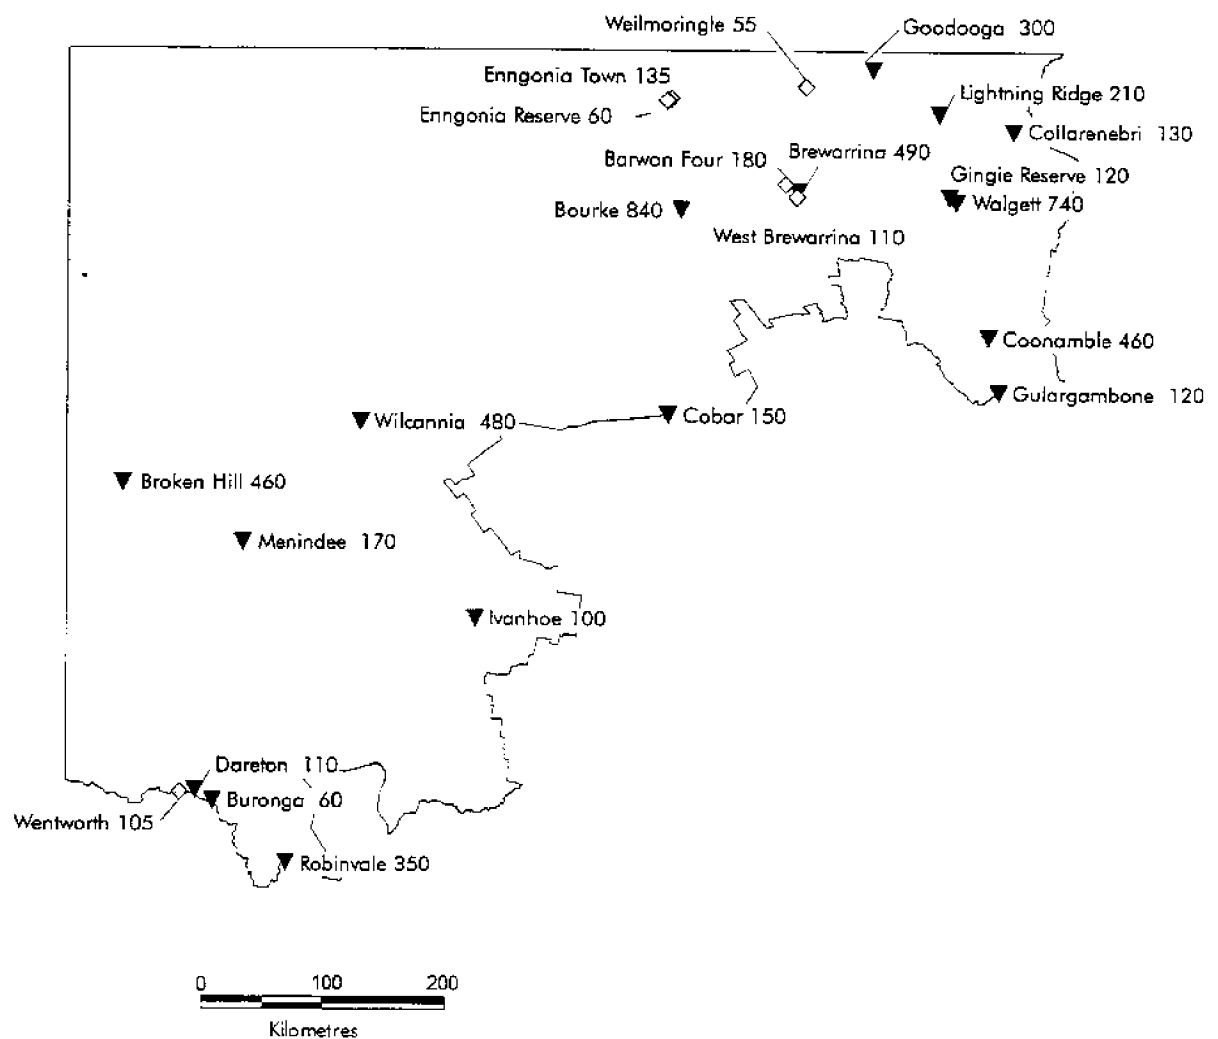 Weilmoringle 55
Goodooga 300
Enngonia Town 135
Lightning Ridge 210
Enngonia Reserve 60
Collarenebri 130
Barwon Four 180
Brewarrina 490
Gingie Reserve 120
Walgett 740
Bourke 840
West Brewarrina 110
Coonamble 460
Gulargambone 120
Wilcannia 480
Cobar 150
Broken Hill 460
Menindee 170
Ivanhoe 100
Dareton 110
Buronga 60
Wentworth 105
Robinvale 350
0 100 200
Kilometres